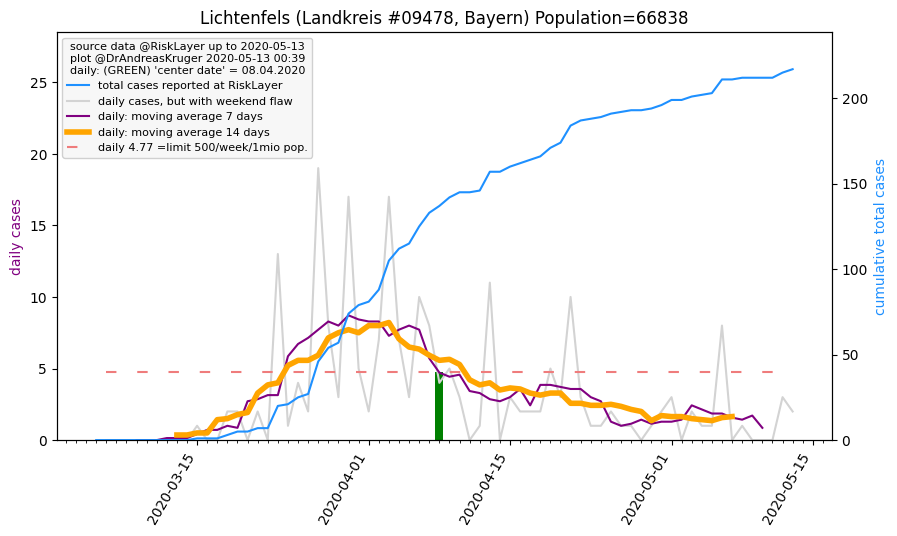 Lichtenfels (Landkreis #09478, Bayern) Population=66838
source data @RiskLayer up to 2020-05-13
plot @DrAndreasKruger 2020-05-13 00:39
daily: (GREEN) 'center date' = 08.04.2020
total cases reported at RiskLayer
daily cases, but with weekend flaw
daily: moving average 7 days
daily: moving average 14 days
daily 4.77 =limit 500/week/1mio pop.
daily cases
25
20
15
10
5
0
cumulative total cases
200
150
100
50
0
2020-03-15
2020-04-01
2020-04-15
2020-05-01
2020-05-15